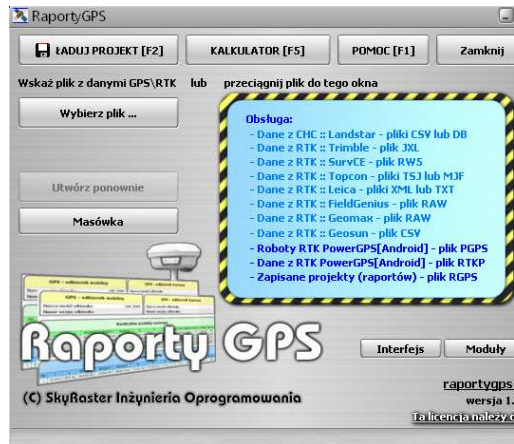 RaportyGPS
ŁADUJ PROJEKT [F2]
KALKULATOR [F5]
POMOC [F1]
Zamknij
Wskaż plik z danymi GPS\RTK lub przeciągnij plik do tego okna
Wybierz plik ...
Utwórz ponownie
Masówka
Obsługa:
- Dane z CHC :: Landstar - pliki CSV lub DB
- Dane z RTK :: Trimble - plik JXL
- Dane z RTK :: SurvCE - plik RW5
- Dane z RTK :: Topcon - pliki TSJ lub MJF
- Dane z RTK :: Leica - pliki XML lub TXT
- Dane z RTK :: FieldGenius - plik RAW
- Dane z RTK :: Geomax - plik RAW
- Dane z RTK :: Geosun - plik CSV
- Roboty RTK PowerGPS[Android] - plik PGPS
- Dane z RTK PowerGPS[Android] - plik RTKP
- Zapisane projekty (raportów) - plik RGPS
Raporty GPS
(C) SkyRaster Inżynieria Oprogramowania
Interfejs
Moduły
raportygps
wersja 1.
Ta licencja należy